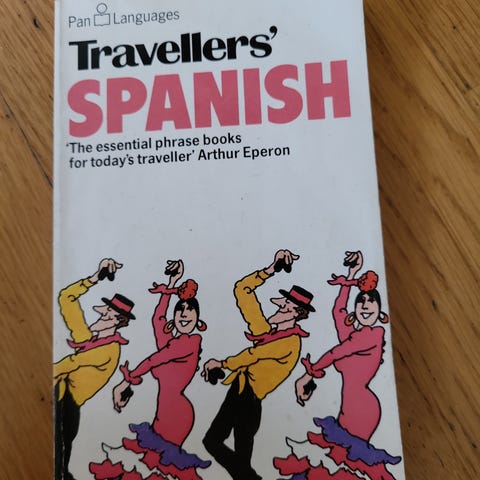 Pan Languages
Travellers'
SPANISH
'The essential phrase books
for today's traveller' Arthur Eperon